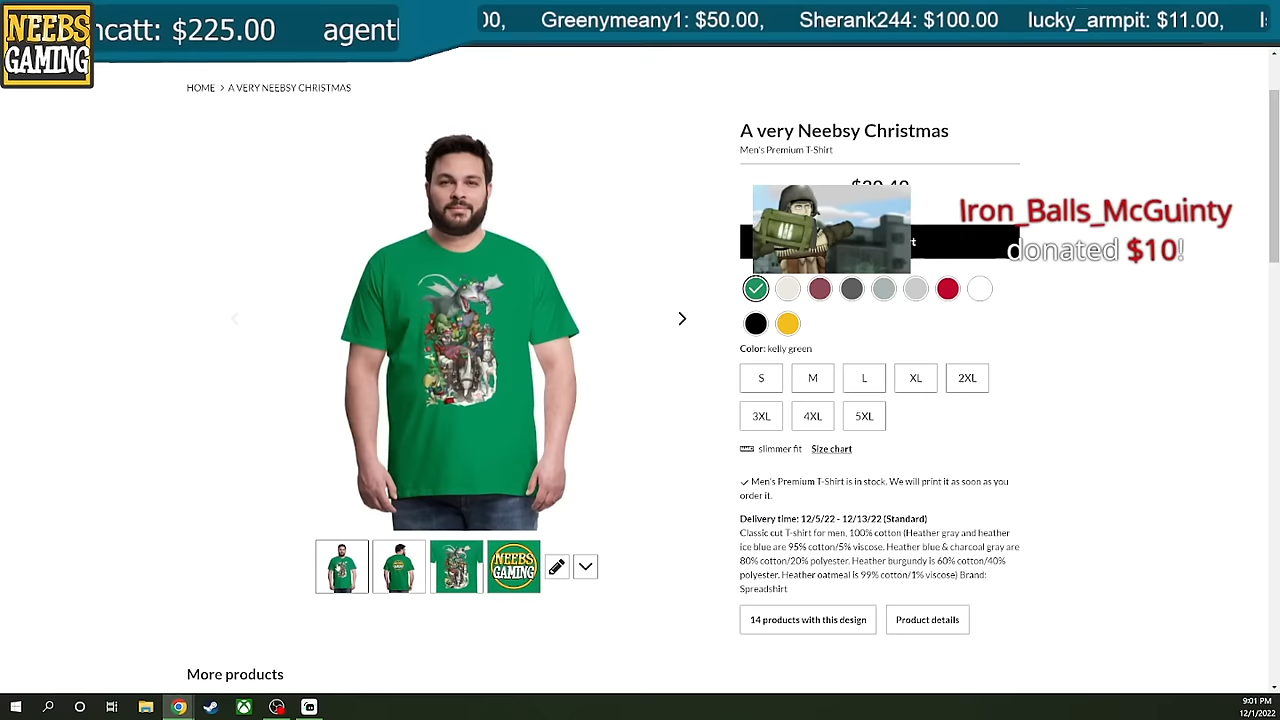 NEEBS
GAMING
ncatt: $225.00
00, Greenymeany1: $50.00, Sherank244: $100.00 lucky_armpit: $11.00,
HOME > A VERY NEEBSY CHRISTMAS
A very Neebsy Christmas
Men's Premium T-Shirt
Iron_Balls_McGuinty
donated $10!
Color: kelly green
S M L XL 2XL
3XL 4XL 5XL
slimmer fit Size chart
Men's Premium T-Shirt is in stock. We will print it as soon as you
order it.
Delivery time: 12/5/22 - 12/13/22 (Standard)
Classic cut T-shirt for men, 100% cotton (Heather gray and heather
ice blue are 95% cotton/5% viscose. Heather blue & charcoal gray are
80% cotton/20% polyester. Heather burgundy is 60% cotton/40%
polyester. Heather oatmeal is 99% cotton/1% viscose) Brand:
Spreadshirt
NEEBS
GAMING
14 products with this design Product details
More products
9:01 PM
12/1/2022